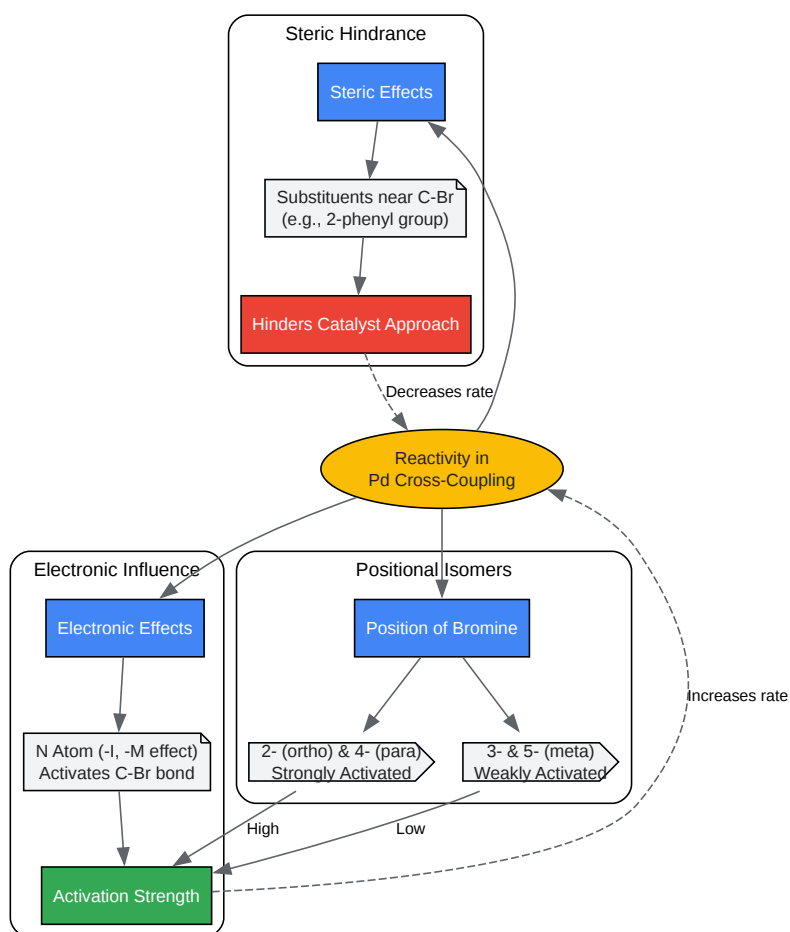 Steric Hindrance
Steric Effects
Substituents near C-Br
(e.g., 2-phenyl group)
Hinders Catalyst Approach
Decreases rate
Reactivity in
Pd Cross-Coupling
Electronic Influence
Positional Isomers
Electronic Effects
Position of Bromine
Increases rate
N Atom (-I, -M effect)
Activates C-Br bond
2- (ortho) & 4- (para)
Strongly Activated
3- & 5- (meta)
Weakly Activated
High
Low
Activation Strength